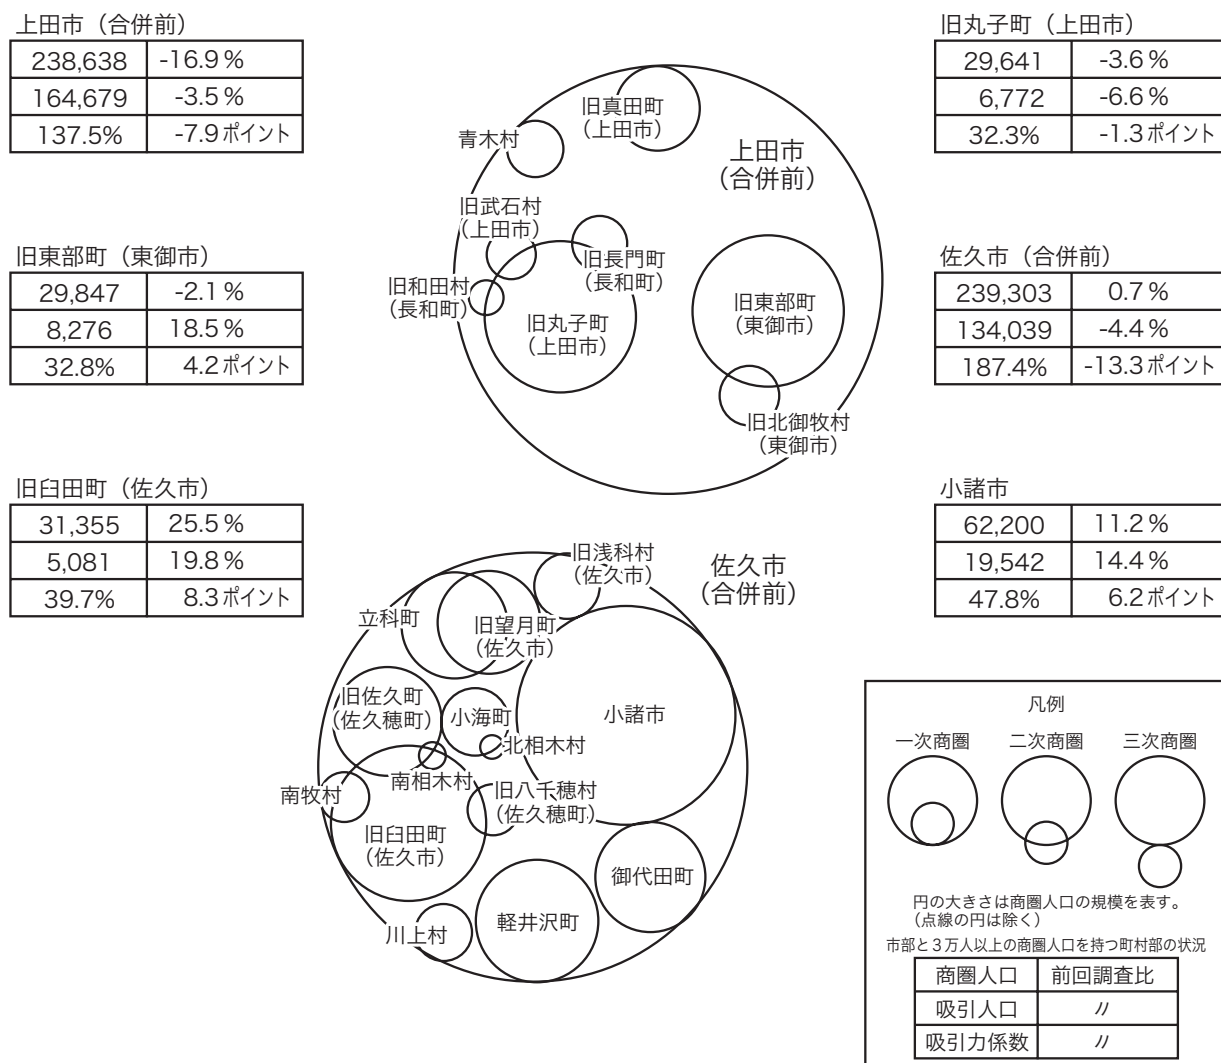 上田市（合併前）
238,638 -16.9％
164,679 -3.5％
137.5% -7.9ポイント
旧丸子町（上田市）
29,641 -3.6％
6,772 -6.6％
32.3% -1.3ポイント
旧真田町
（上田市）
青木村
上田市
（合併前）
旧武石村
（上田市）
旧長門町
（長和町）
旧和田村
（長和町）
旧丸子町
（上田市）
旧東部町
（東御市）
旧北御牧村
（東御市）
旧東部町（東御市）
29,847 -2.1％
8,276 18.5％
32.8% 4.2ポイント
佐久市（合併前）
239,303 0.7％
134,039 -4.4％
187.4% -13.3ポイント
旧臼田町（佐久市）
31,355 25.5％
5,081 19.8％
39.7% 8.3ポイント
小諸市
62,200 11.2％
19,542 14.4％
47.8% 6.2ポイント
旧浅科村
（佐久市）
佐久市
（合併前）
立科町
旧望月町
（佐久市）
旧佐久町
（佐久穂町）
小海町
小諸市
北相木村
南相木村
南牧村
旧八千穂村
（佐久穂町）
旧臼田町
（佐久市）
御代田町
軽井沢町
川上村
凡例
一次商圏 二次商圏 三次商圏
円の大きさは商圏人口の規模を表す。
（点線の円は除く）
市部と３万人以上の商圏人口を持つ町村部の状況
商圏人口 前回調査比
吸引人口 〃
吸引力係数 〃